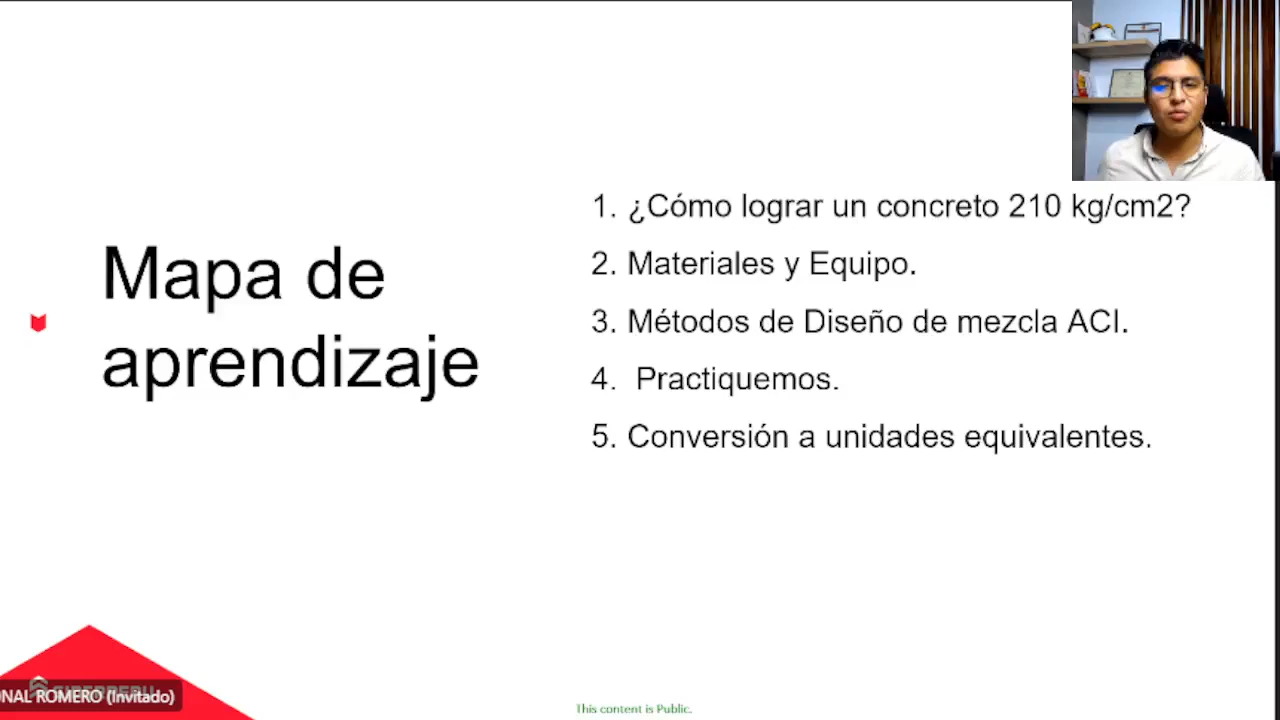 Mapa de
aprendizaje
1. ¿Cómo lograr un concreto 210 kg/cm2?
2. Materiales y Equipo.
3. Métodos de Diseño de mezcla ACI.
4. Practiquemos.
5. Conversión a unidades equivalentes.
ONAL ROMERO (Invitado)
This content is Public.